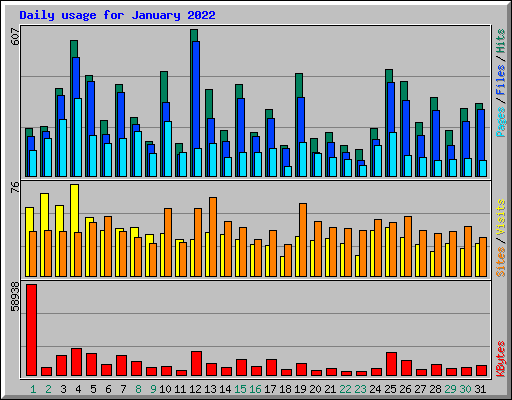 Daily usage for January 2022
607
Pages / Files / Hits
76
Sites / Visits
58938
KBytes
1 2 3 4 5 6 7 8 9 10 11 12 13 14 15 16 17 18 19 20 21 22 23 24 25 26 27 28 29 30 31